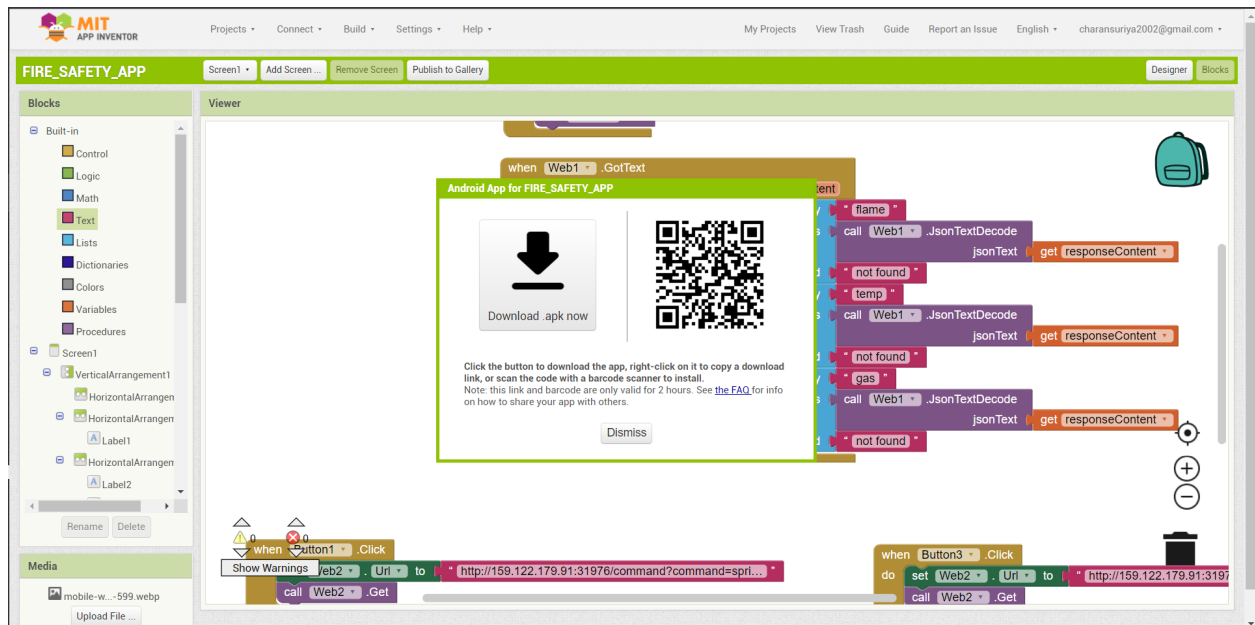 MIT
APP INVENTOR
Projects Connect Build Settings Help My Projects View Trash Guide Report an Issue English charansuriya2002@gmail.com
FIRE_SAFETY_APP Screen1 Add Screen ... Remove Screen Publish to Gallery Designer Blocks
Blocks Viewer
Built-in
Control
Logic
Math
Text
Lists
Dictionaries
Colors
Variables
Procedures
Screen1
VerticalArrangement1
HorizontalArrangem
HorizontalArrangem
Label1
HorizontalArrangem
Label2
Rename Delete
Media
mobile-w...-599.webp
Upload File ...
when Web1 .GotText
Android App for FIRE_SAFETY_APP
Download .apk now
Click the button to download the app, right-click on it to copy a download
link, or scan the code with a barcode scanner to install.
Note: this link and barcode are only valid for 2 hours. See the FAQ for info
on how to share your app with others.
Dismiss
tent
" flame "
call Web1 .JsonTextDecode
jsonText get responseContent
" not found "
" temp "
call Web1 .JsonTextDecode
jsonText get responseContent
" not found "
" gas "
call Web1 .JsonTextDecode
jsonText get responseContent
" not found "
0 0
Show Warnings
when Button1 .Click
Web2 . Url to " http://159.122.179.91:31976/command?command=spri... "
call Web2 .Get
when Button3 .Click
do set Web2 . Url to " http://159.122.179.91:3197
call Web2 .Get